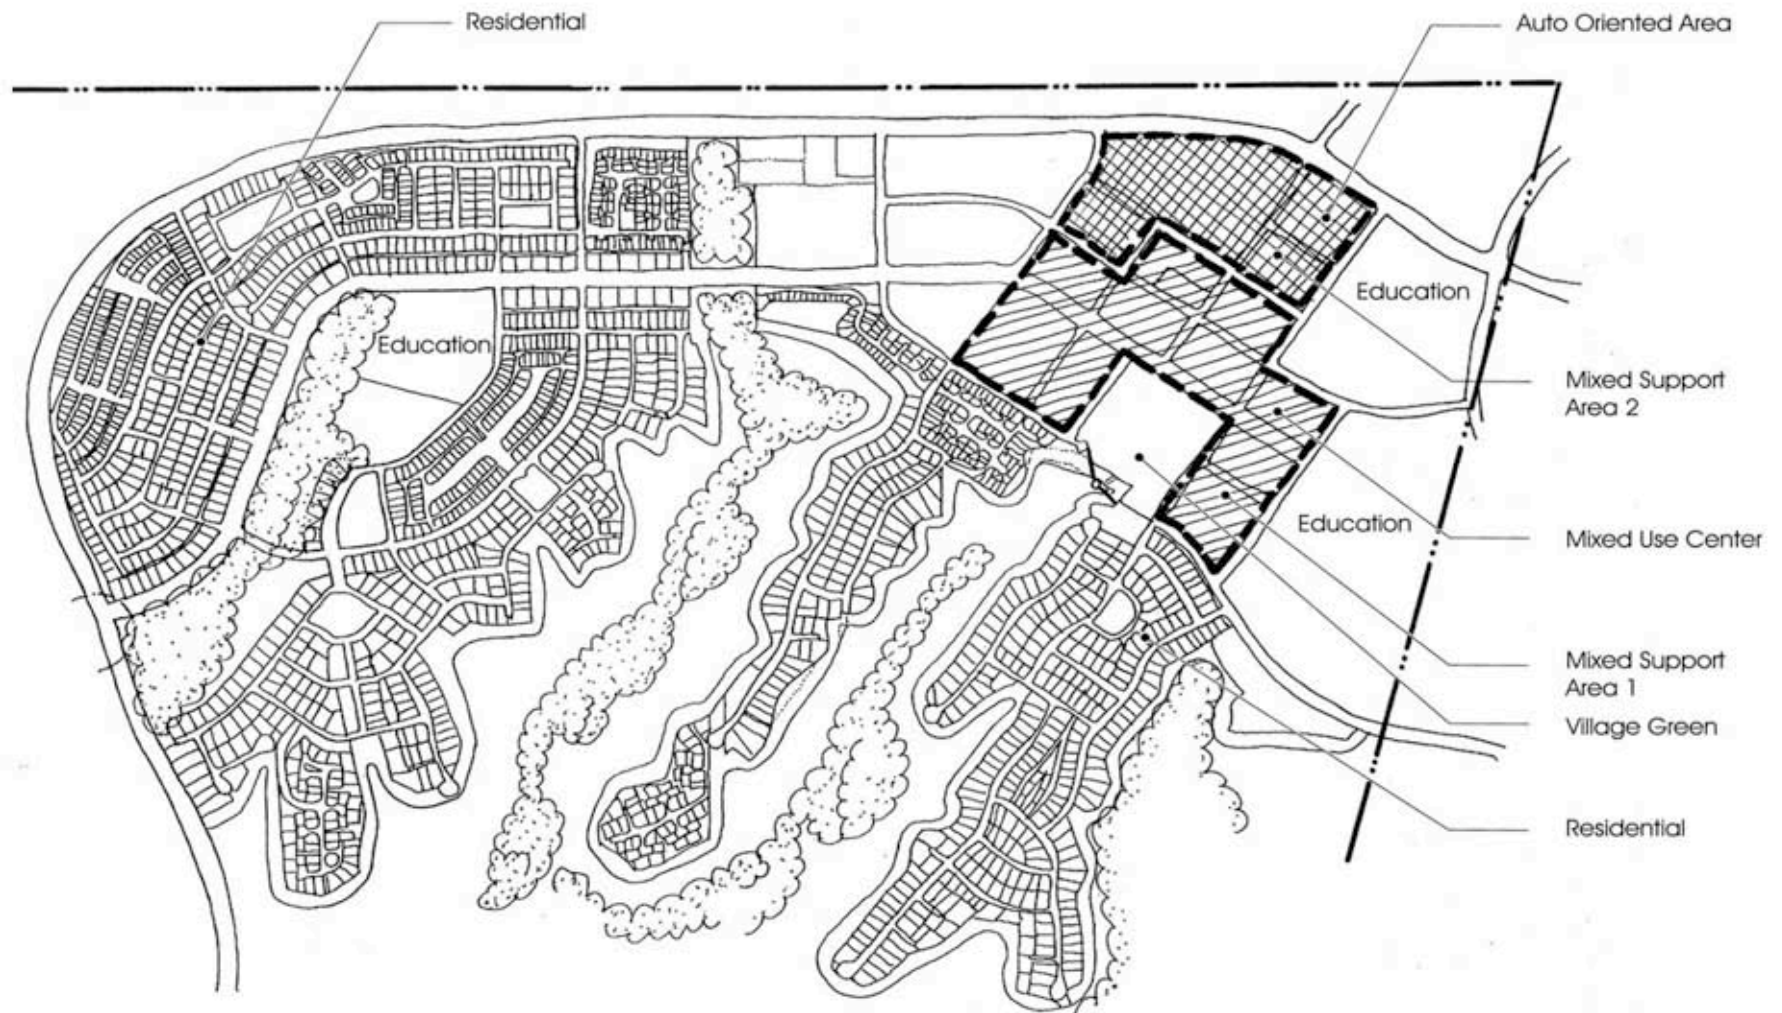 Residential
Auto Oriented Area
Education
Education
Mixed Support
Area 2
Education
Mixed Use Center
Mixed Support
Area 1
Village Green
Residential